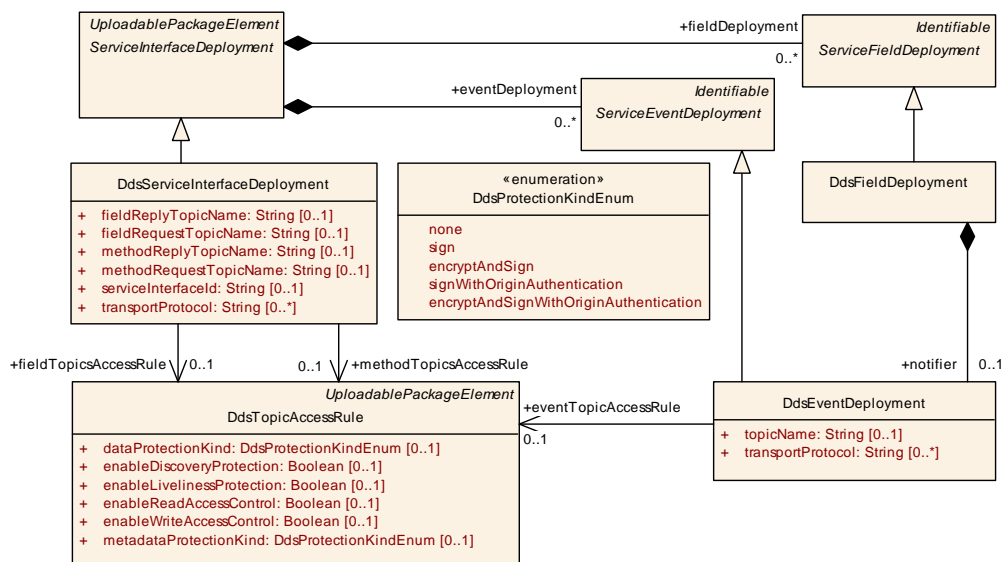 UploadablePackageElement
ServiceInterfaceDeployment
+fieldDeployment
0..*
Identifiable
ServiceFieldDeployment
+eventDeployment
0..*
Identifiable
ServiceEventDeployment
DdsServiceInterfaceDeployment
+ fieldReplyTopicName: String [0..1]
+ fieldRequestTopicName: String [0..1]
+ methodReplyTopicName: String [0..1]
+ methodRequestTopicName: String [0..1]
+ serviceInterfaceId: String [0..1]
+ transportProtocol: String [0..*]
«enumeration»
DdsProtectionKindEnum
none
sign
encryptAndSign
signWithOriginAuthentication
encryptAndSignWithOriginAuthentication
DdsFieldDeployment
+fieldTopicsAccessRule
0..1
0..1
+methodTopicsAccessRule
+notifier
0..1
UploadablePackageElement
DdsTopicAccessRule
+ dataProtectionKind: DdsProtectionKindEnum [0..1]
+ enableDiscoveryProtection: Boolean [0..1]
+ enableLivelinessProtection: Boolean [0..1]
+ enableReadAccessControl: Boolean [0..1]
+ enableWriteAccessControl: Boolean [0..1]
+ metadataProtectionKind: DdsProtectionKindEnum [0..1]
+eventTopicAccessRule
0..1
DdsEventDeployment
+ topicName: String [0..1]
+ transportProtocol: String [0..*]